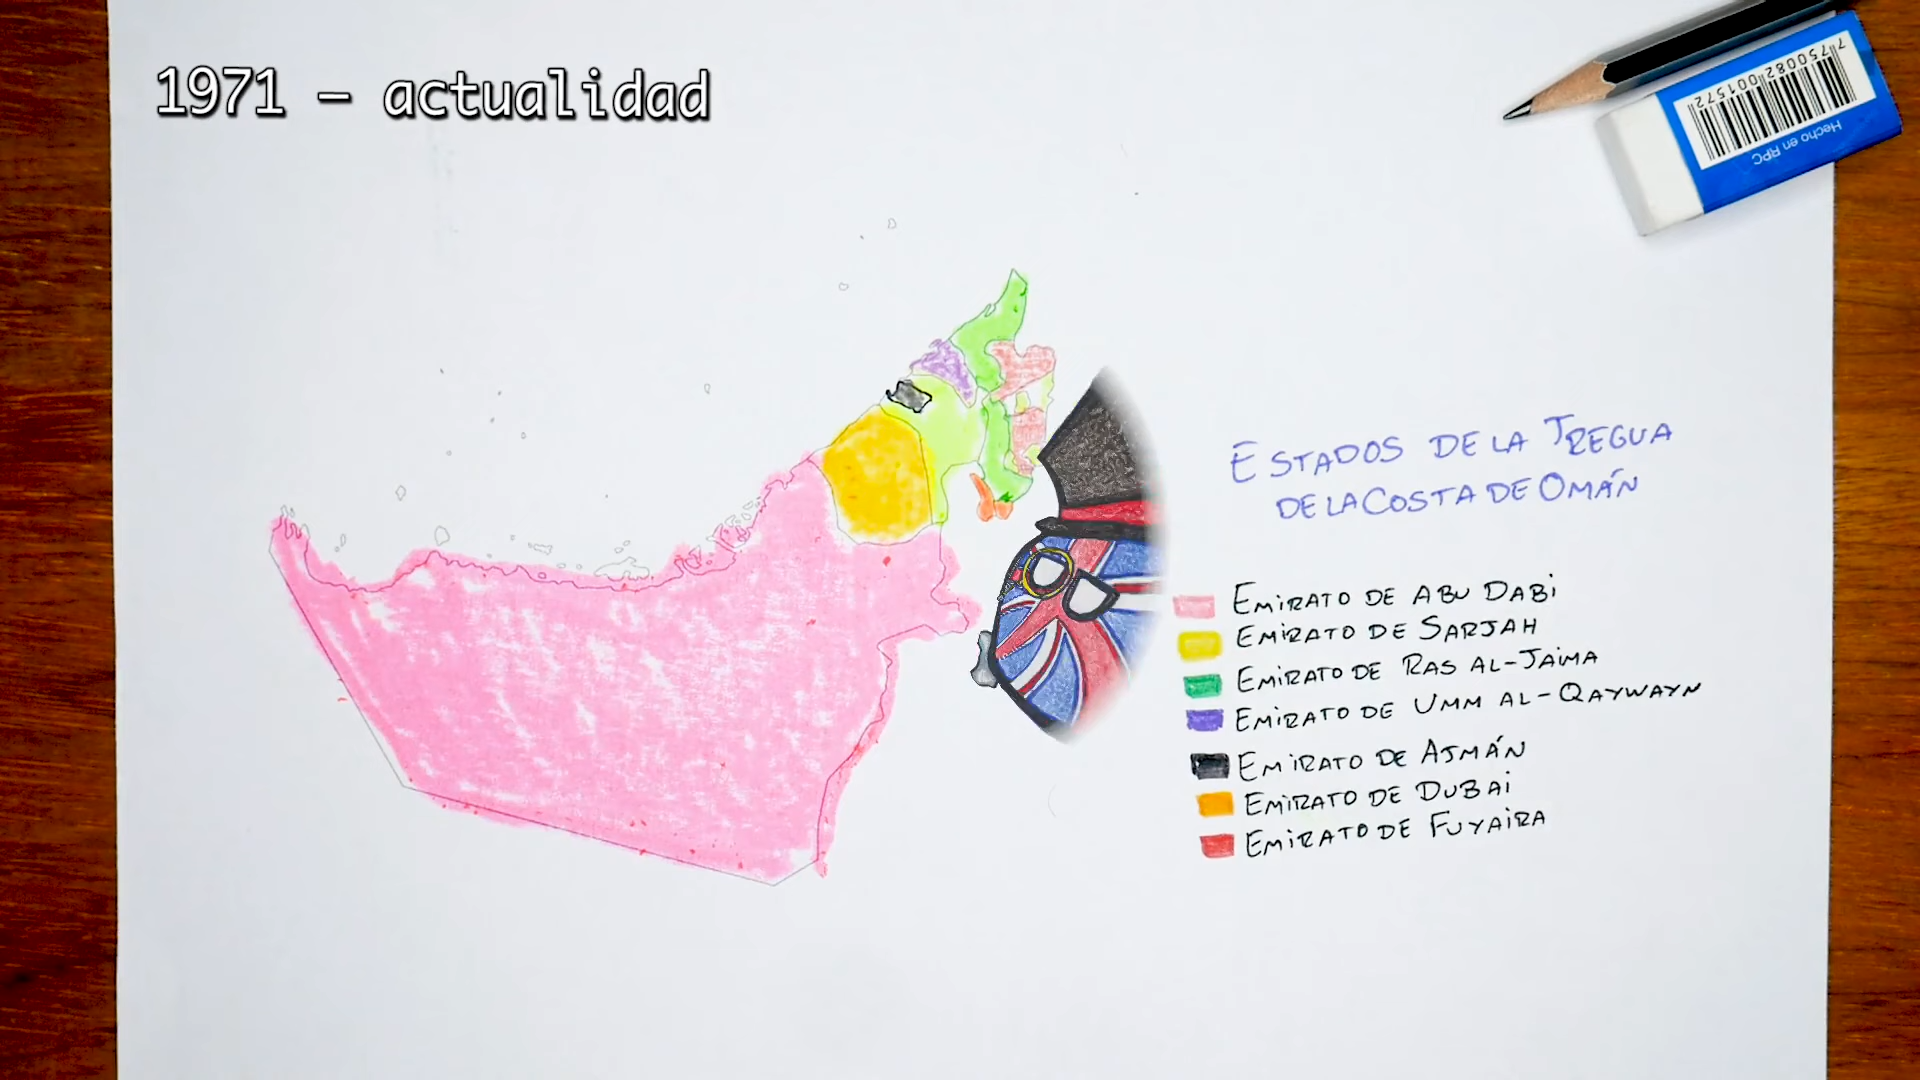 1971 – actualidad
7750082001572
Hecho en RPC
ESTADOS DE LA TREGUA
DE LA COSTA DE OMÁN
EMIRATO DE ABU DABI
EMIRATO DE SARJAH
EMIRATO DE RAS AL-JAIMA
EMIRATO DE UMM AL-QAYWAYN
EMIRATO DE AJMÁN
EMIRATO DE DUBAI
EMIRATO DE FUYAIRA